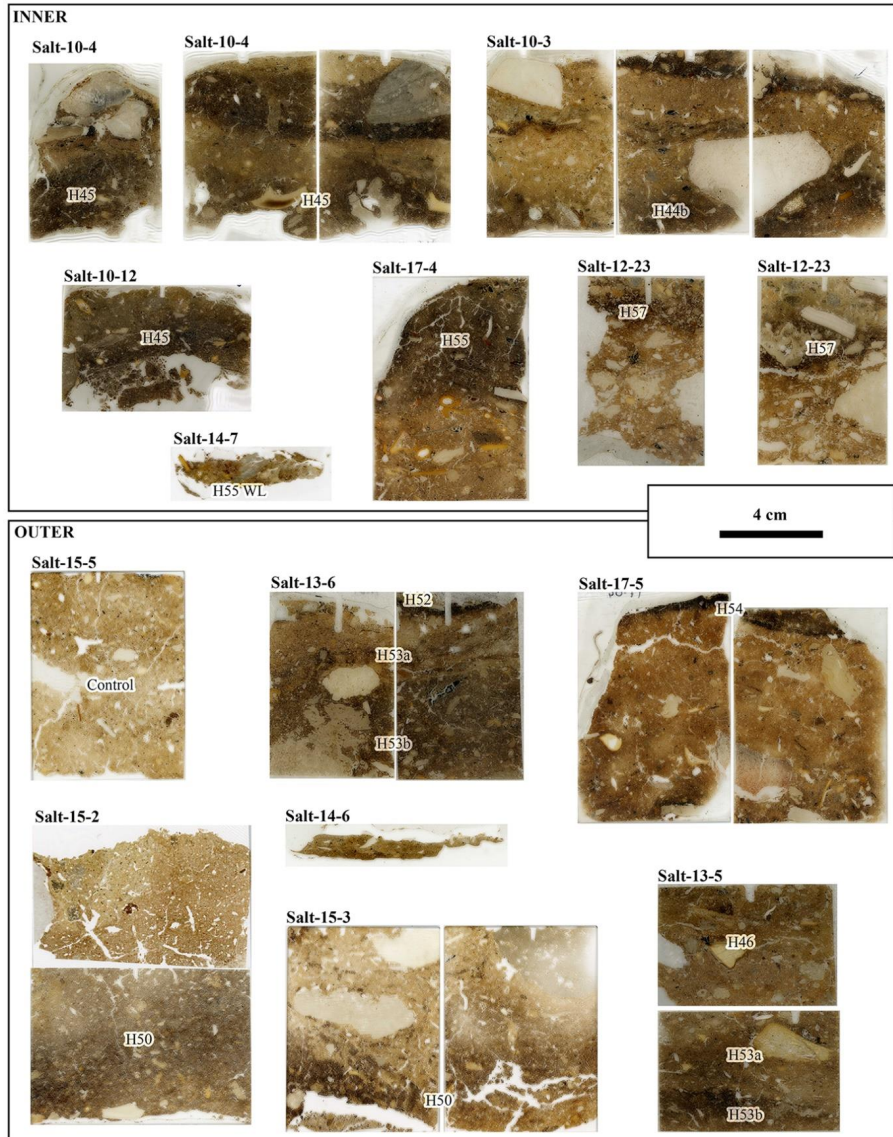 INNER
Salt-10-4
Salt-10-4
Salt-10-3
H45
H45
H44b
Salt-10-12
Salt-17-4
Salt-12-23
Salt-12-23
H45
H55
H57
H57
Salt-14-7
H55 WL
4 cm
OUTER
Salt-15-5
Salt-13-6
Salt-17-5
H52
H54
Control
H53a
H53b
Salt-15-2
Salt-14-6
Salt-13-5
Salt-15-3
H46
H50
H53a
H50
H53b